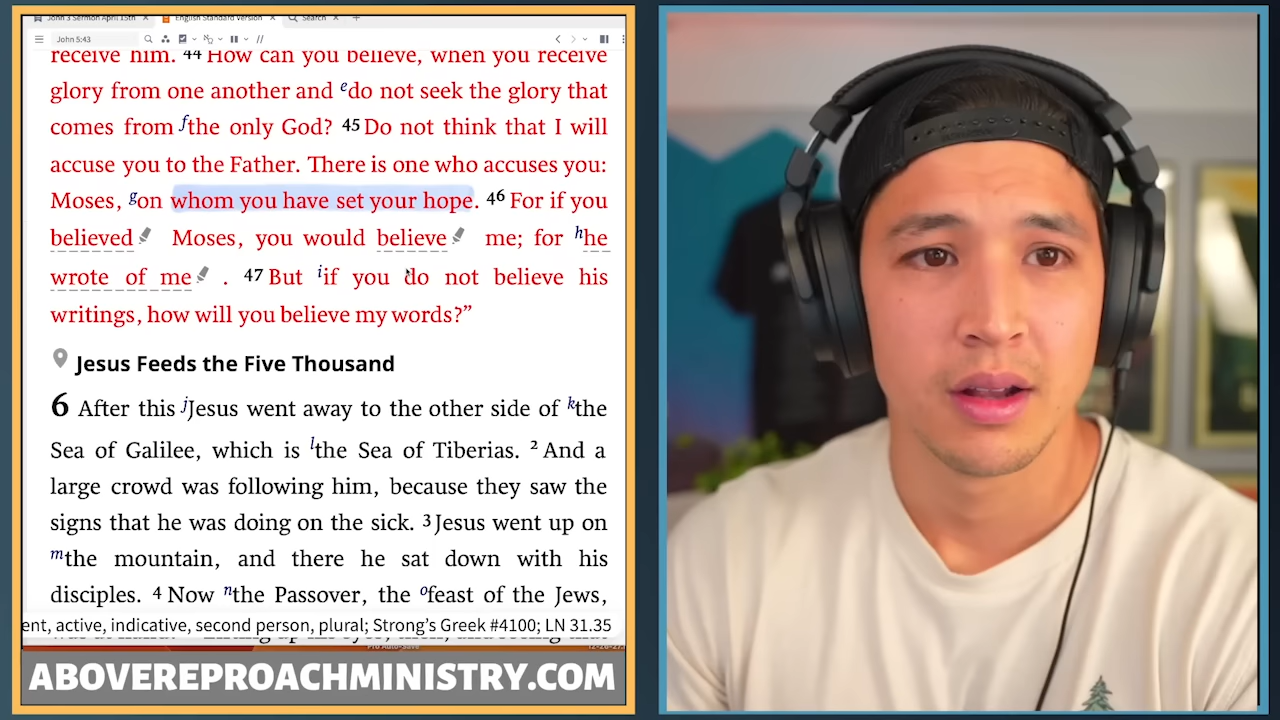 John 3 Sermon April 15th × English Standard Version × Search × +
John 5:43
receive him. 44 How can you believe, when you receive
glory from one another and e do not seek the glory that
comes from f the only God? 45 Do not think that I will
accuse you to the Father. There is one who accuses you:
Moses, g on whom you have set your hope. 46 For if you
believed Moses, you would believe me; for h he
wrote of me . 47 But i if you do not believe his
writings, how will you believe my words?”
Jesus Feeds the Five Thousand
6 After this j Jesus went away to the other side of k the
Sea of Galilee, which is l the Sea of Tiberias. 2 And a
large crowd was following him, because they saw the
signs that he was doing on the sick. 3 Jesus went up on
m the mountain, and there he sat down with his
disciples. 4 Now n the Passover, the o feast of the Jews,
ent, active, indicative, second person, plural; Strong’s Greek #4100; LN 31.35
Pro Auto-Save
ABOVEREPROACHMINISTRY.COM